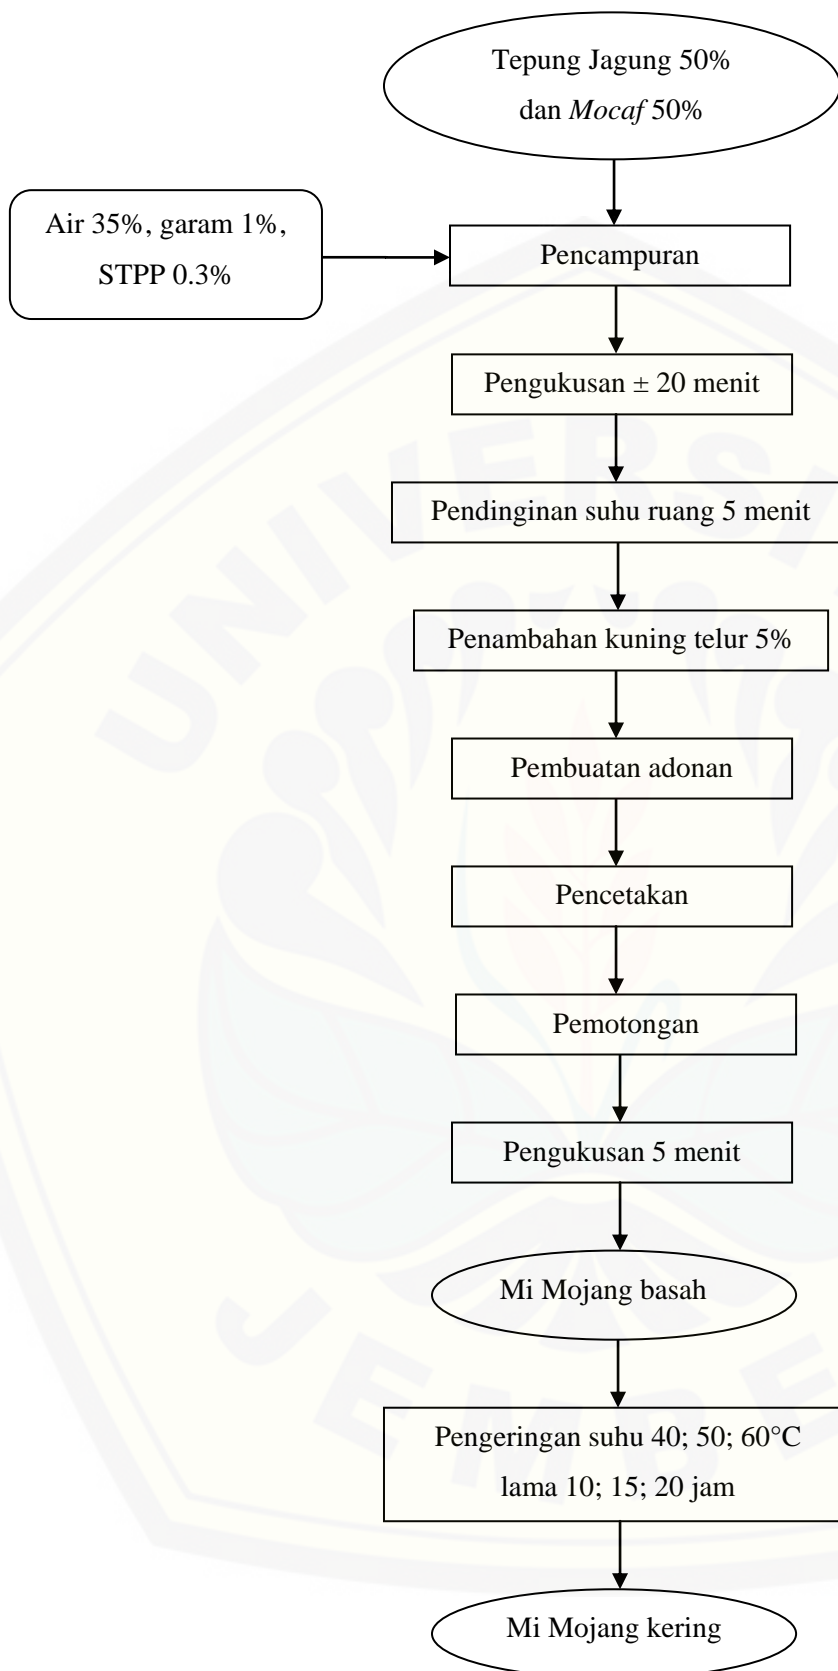 Tepung Jagung 50%
dan Mocaf 50%
Air 35%, garam 1%,
STPP 0.3%
Pencampuran
Pengukusan ± 20 menit
Pendinginan suhu ruang 5 menit
Penambahan kuning telur 5%
Pembuatan adonan
Pencetakan
Pemotongan
Pengukusan 5 menit
Mi Mojang basah
Pengeringan suhu 40; 50; 60°C
lama 10; 15; 20 jam
Mi Mojang kering
UNIVERSI
JEMBE